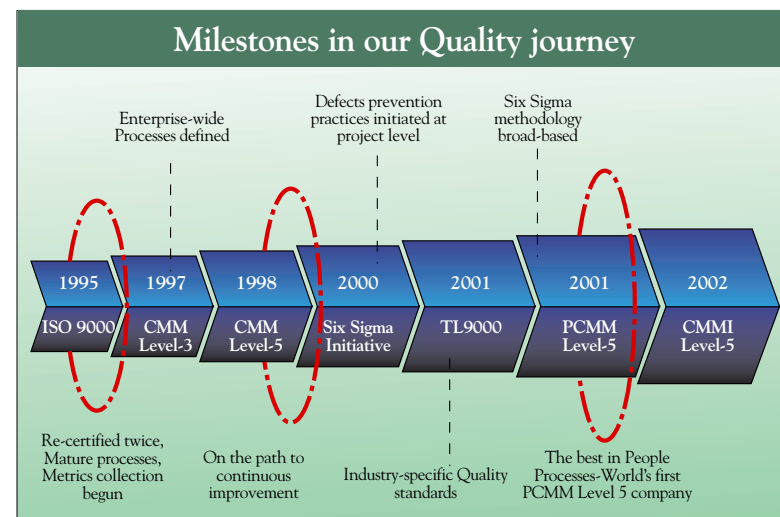 Milestones in our Quality journey
Enterprise-wide
Processes defined
Defects prevention
practices initiated at
project level
Six Sigma
methodology
broad-based
1995
ISO 9000
1997
CMM
Level-3
1998
CMM
Level-5
2000
Six Sigma
Initiative
2001
TL9000
2001
PCMM
Level-5
2002
CMMI
Level-5
Re-certified twice,
Mature processes,
Metrics collection
begun
On the path to
continuous
improvement
Industry-specific Quality
standards
The best in People
Processes-World's first
PCMM Level 5 company